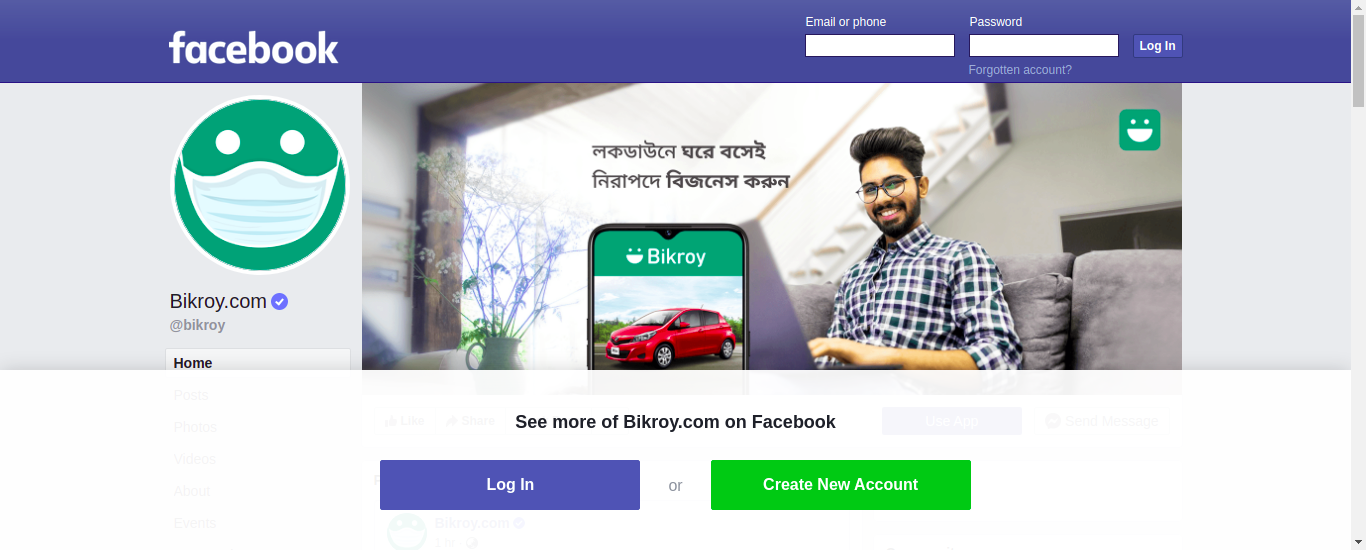 facebook
Email or phone
Password
Log In
Forgotten account?
লকডাউনে ঘরে বসেই
নিরাপদে বিজনেস করুন
Bikroy
Bikroy.com
@bikroy
Home
Posts
Photos
Videos
About
Events
Like
Share
Use App
Send Message
See more of Bikroy.com on Facebook
Log In
or
Create New Account
Bikroy.com